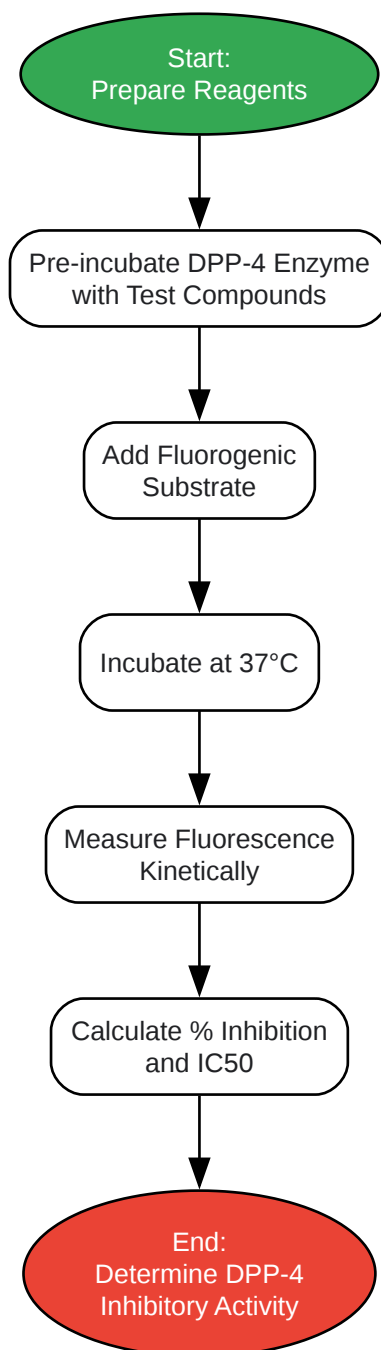 Start:
Prepare Reagents
Pre-incubate DPP-4 Enzyme
with Test Compounds
Add Fluorogenic
Substrate
Incubate at 37°C
Measure Fluorescence
Kinetically
Calculate % Inhibition
and IC50
End:
Determine DPP-4
Inhibitory Activity